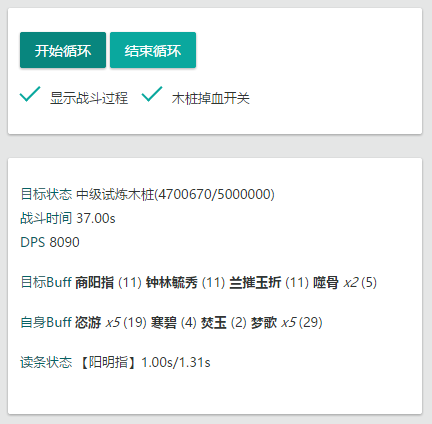 开始循环 结束循环
显示战斗过程 木桩掉血开关
目标状态 中级试炼木桩(4700670/5000000)
战斗时间 37.00s
DPS 8090
目标Buff 商阳指 (11) 钟林毓秀 (11) 兰摧玉折 (11) 噬骨 x2 (5)
自身Buff 恣游 x5 (19) 寒碧 (4) 焚玉 (2) 梦歌 x5 (29)
读条状态 【阳明指】1.00s/1.31s